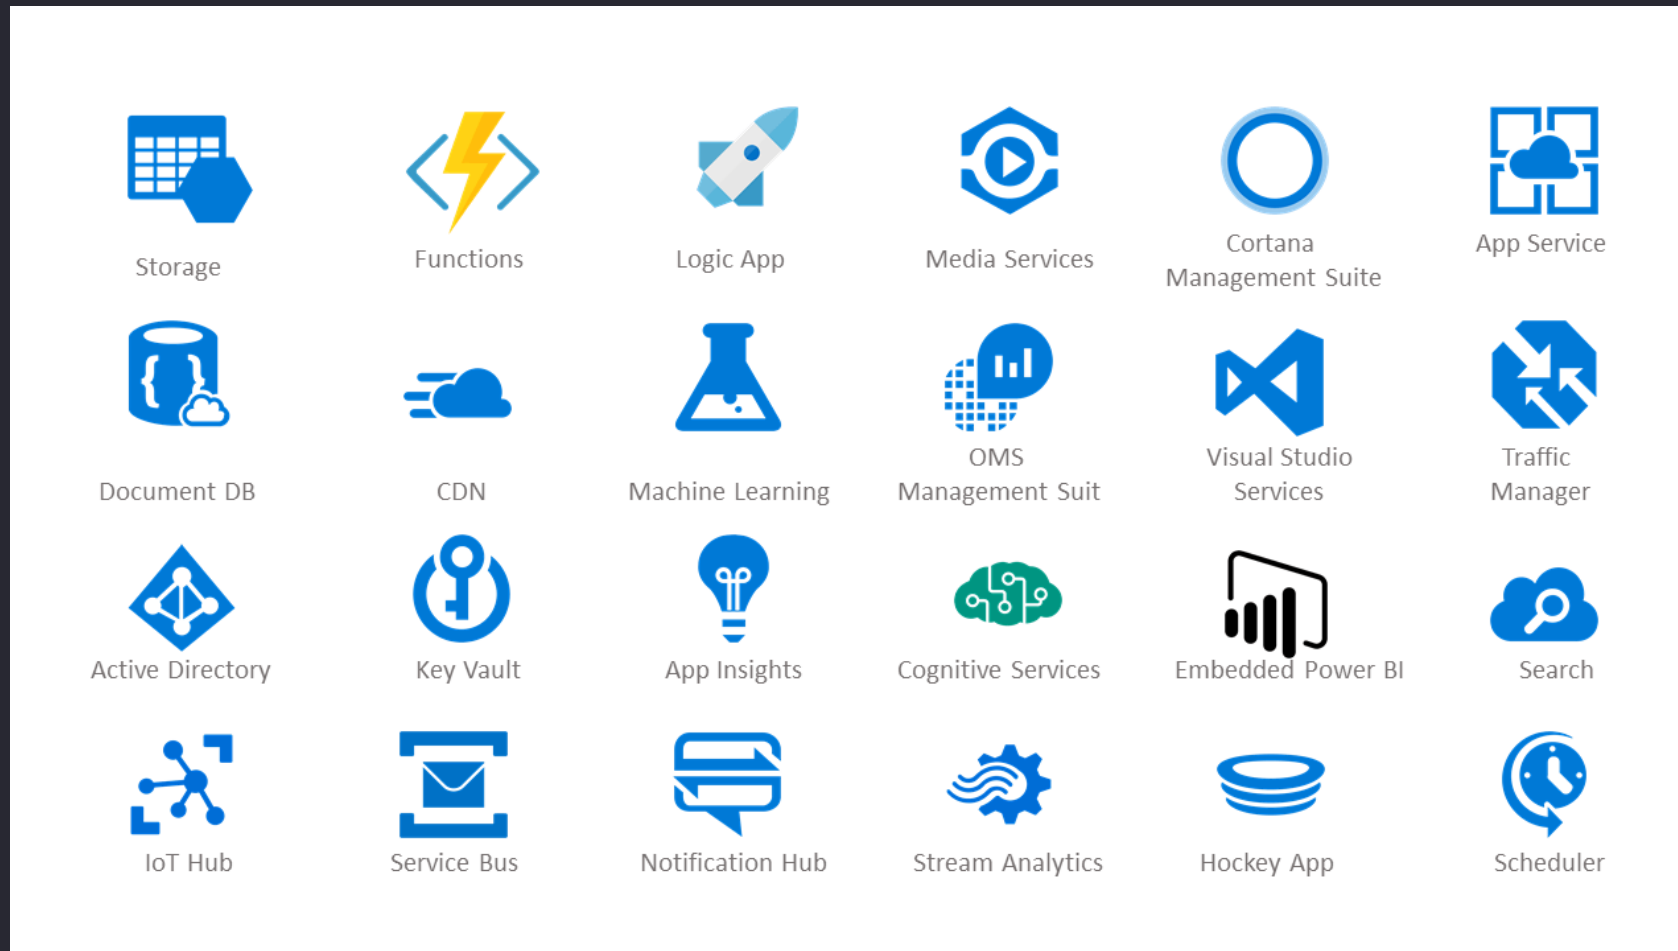 Storage
Functions
Logic App
Media Services
Cortana
Management Suite
App Service
Document DB
CDN
Machine Learning
OMS
Management Suit
Visual Studio
Services
Traffic
Manager
Active Directory
Key Vault
App Insights
Cognitive Services
Embedded Power BI
Search
IoT Hub
Service Bus
Notification Hub
Stream Analytics
Hockey App
Scheduler